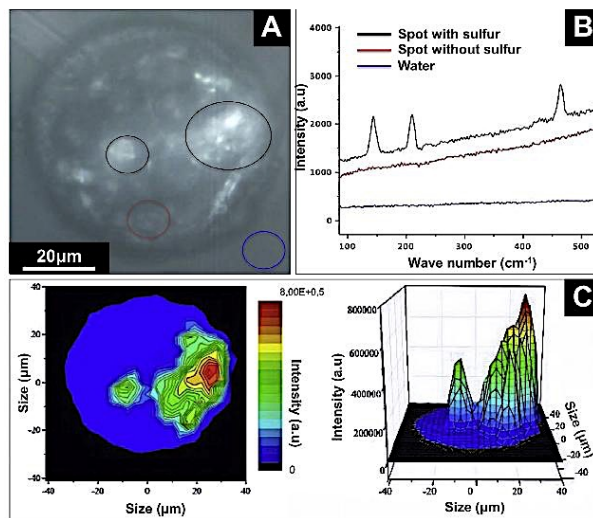 A
20µm
B
Spot with sulfur
Spot without sulfur
Water
Intensity (a.u)
4000
3000
2000
1000
0
100
200
300
400
500
Wave number (cm-1)
Size (µm)
40
20
0
-20
-40
-40
-20
0
20
40
Size (µm)
8,00E+0,5
Intensity (a.u)
0
C
Intensity (a.u)
800000
600000
400000
200000
0
-40
-20
0
20
40
Size (µm)
Size (µm)
40
20
0
-20
-40